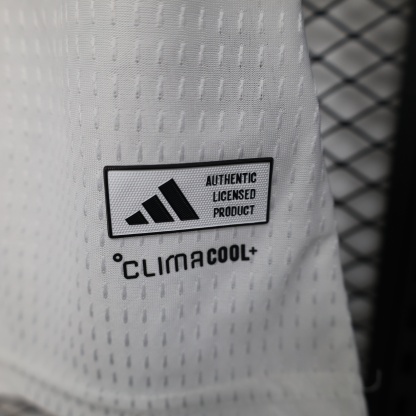 AUTHENTIC
LICENSED
PRODUCT
°CLIMACOOL+